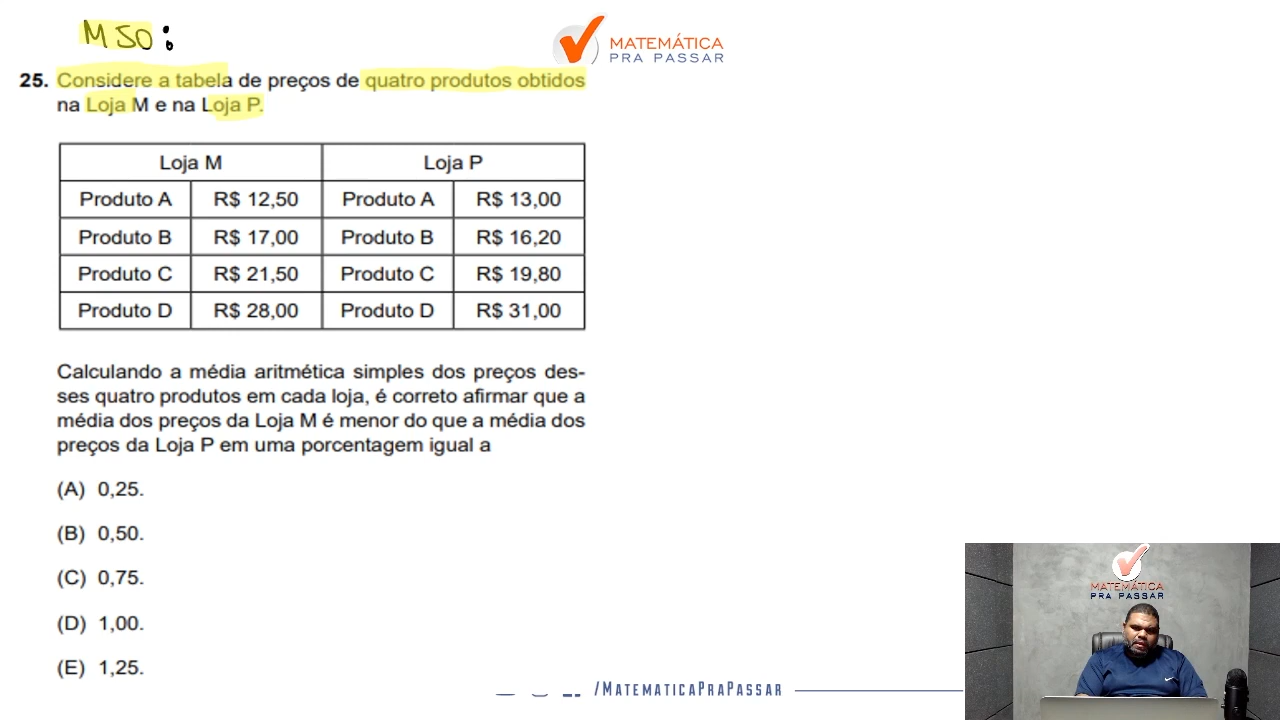 M50:
MATEMÁTICA
PRA PASSAR
25. Considere a tabela de preços de quatro produtos obtidos
na Loja M e na Loja P.
Loja M Loja P
Produto A R$ 12,50 Produto A R$ 13,00
Produto B R$ 17,00 Produto B R$ 16,20
Produto C R$ 21,50 Produto C R$ 19,80
Produto D R$ 28,00 Produto D R$ 31,00
Calculando a média aritmética simples dos preços des-
ses quatro produtos em cada loja, é correto afirmar que a
média dos preços da Loja M é menor do que a média dos
preços da Loja P em uma porcentagem igual a
(A) 0,25.
(B) 0,50.
(C) 0,75.
(D) 1,00.
(E) 1,25.
MATEMÁTICA
PRA PASSAR
/MATEMATICAPRAPASSAR